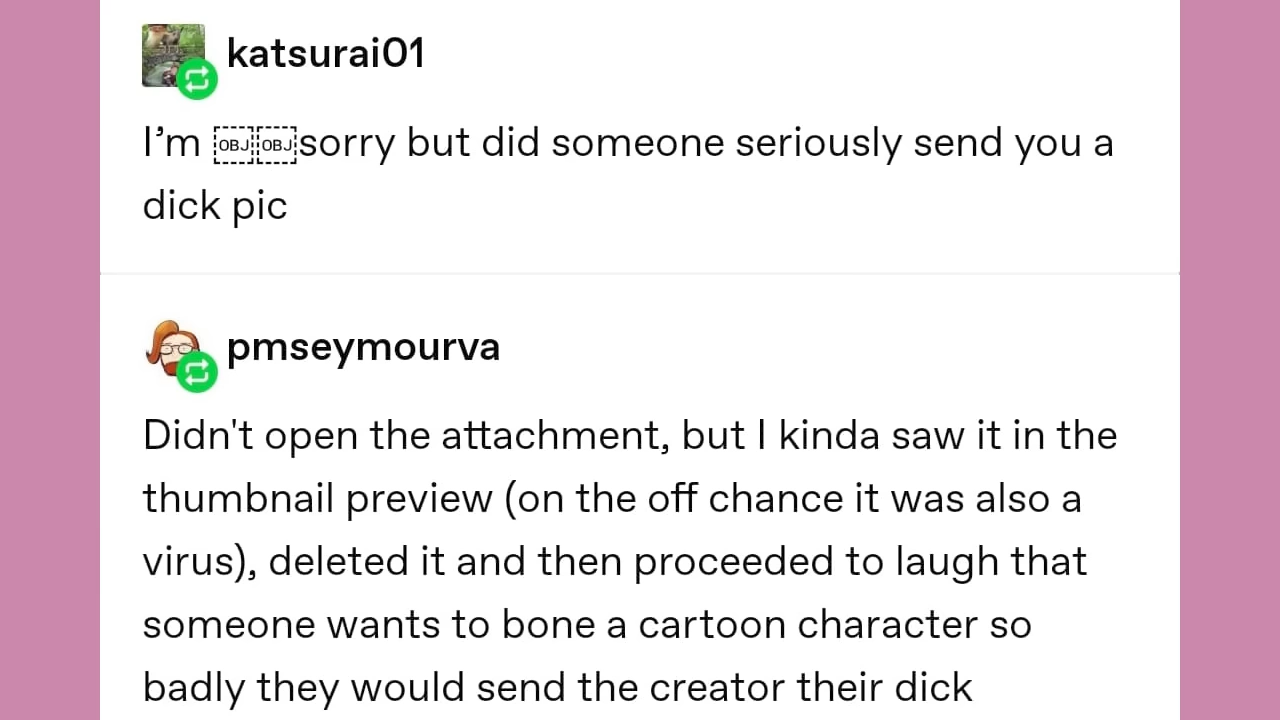 katsurai01
I’m ￼￼sorry but did someone seriously send you a
dick pic
pmseymourva
Didn't open the attachment, but I kinda saw it in the
thumbnail preview (on the off chance it was also a
virus), deleted it and then proceeded to laugh that
someone wants to bone a cartoon character so
badly they would send the creator their dick